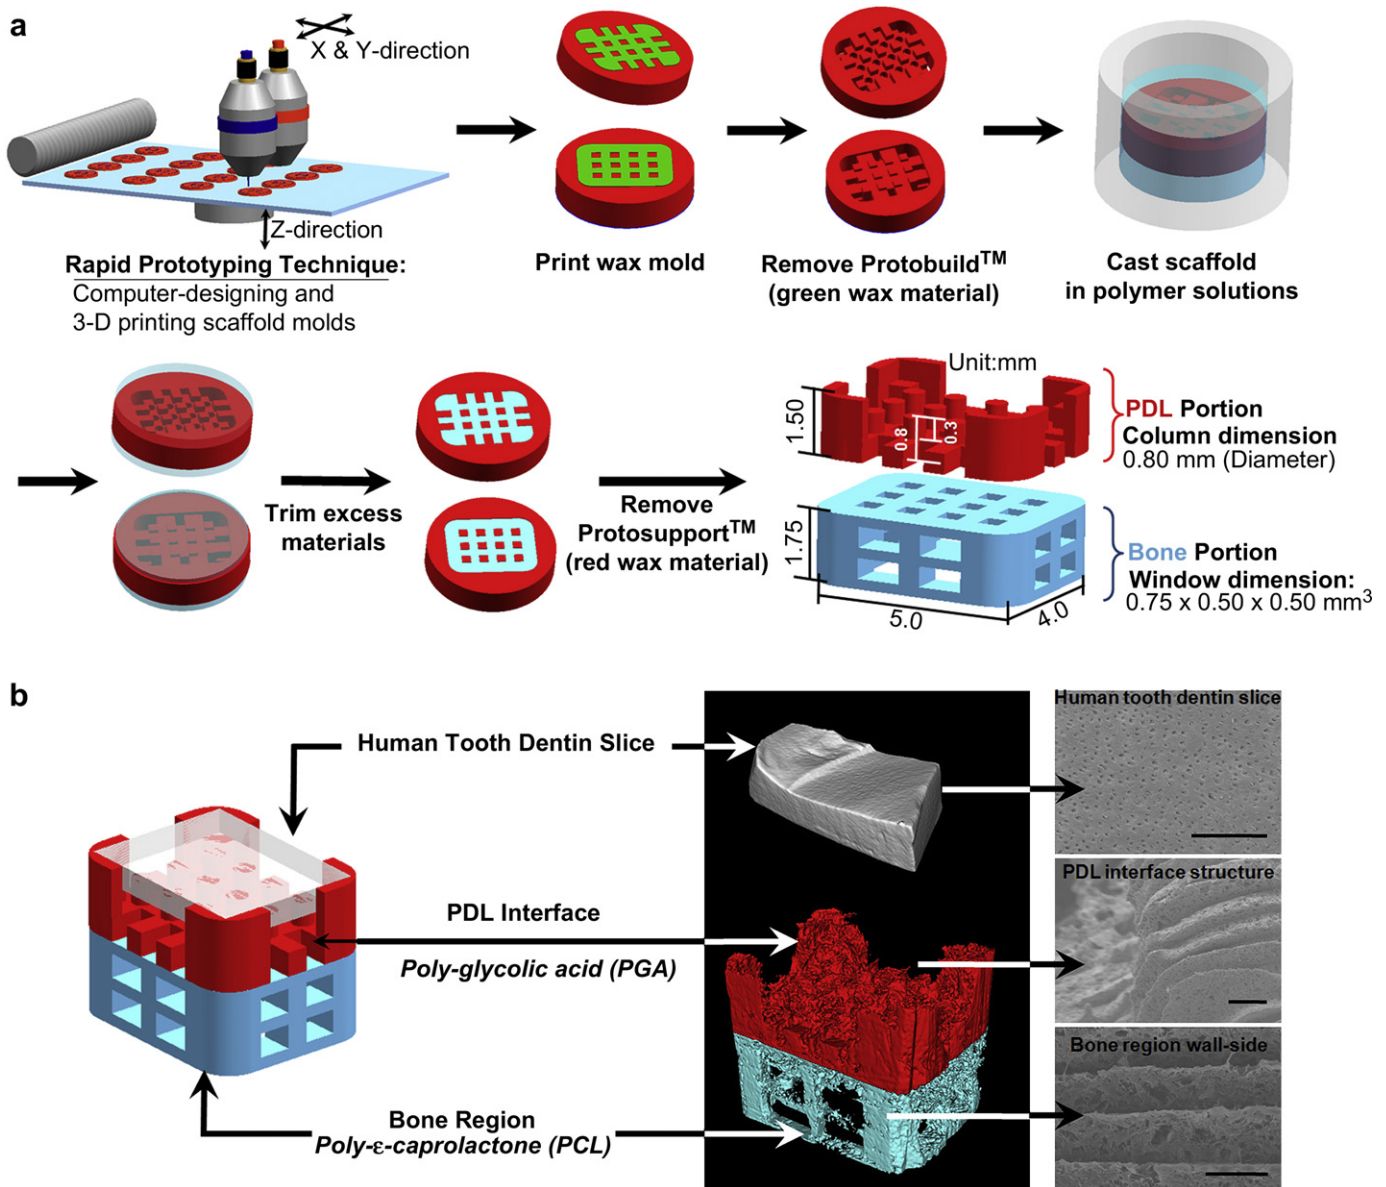 a
X & Y-direction
Z-direction
Rapid Prototyping Technique:
Computer-designing and
3-D printing scaffold molds
Print wax mold
Remove Protobuild™
(green wax material)
Cast scaffold
in polymer solutions
Trim excess
materials
Remove
Protosupport™
(red wax material)
Unit:mm
1.50
0.8
0.3
1.75
5.0
4.0
PDL Portion
Column dimension
0.80 mm (Diameter)
Bone Portion
Window dimension:
0.75 x 0.50 x 0.50 mm³
b
Human Tooth Dentin Slice
PDL Interface
Poly-glycolic acid (PGA)
Bone Region
Poly-ε-caprolactone (PCL)
Human tooth dentin slice
PDL interface structure
Bone region wall-side